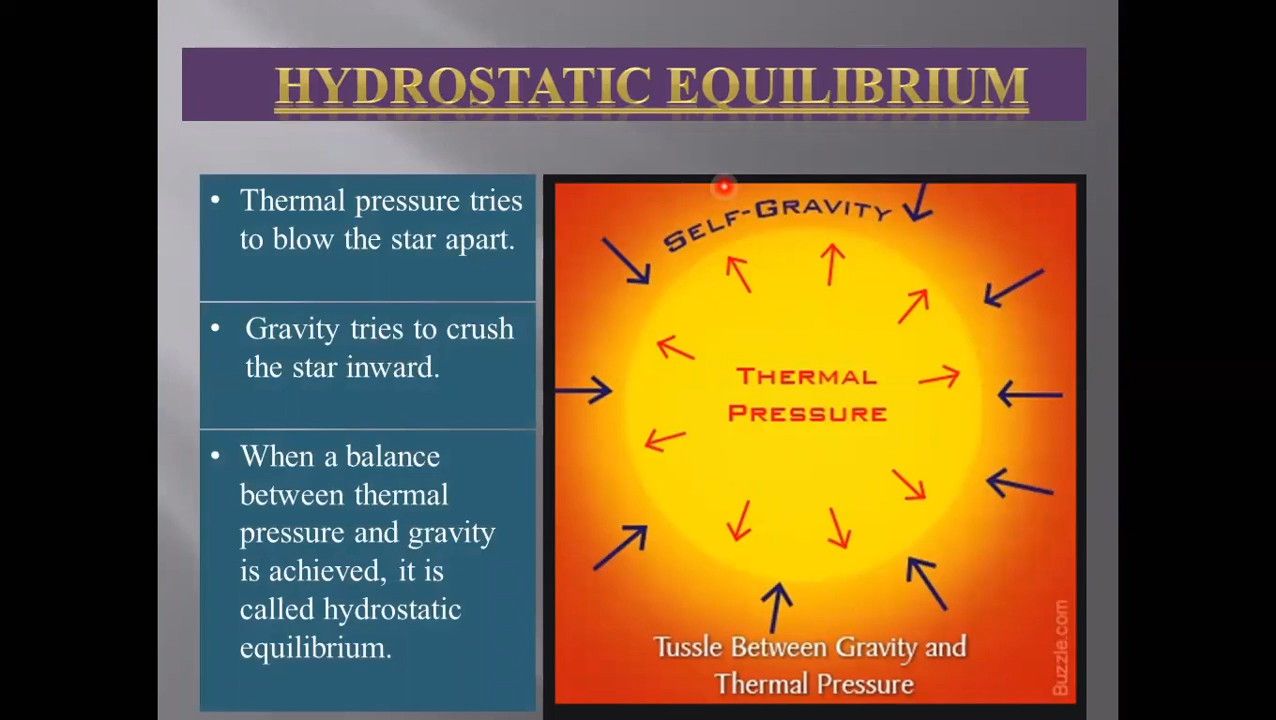 HYDROSTATIC EQUILIBRIUM
• Thermal pressure tries
to blow the star apart.
• Gravity tries to crush
the star inward.
• When a balance
between thermal
pressure and gravity
is achieved, it is
called hydrostatic
equilibrium.
SELF-GRAVITY
THERMAL
PRESSURE
Tussle Between Gravity and
Thermal Pressure
Buzzle.com